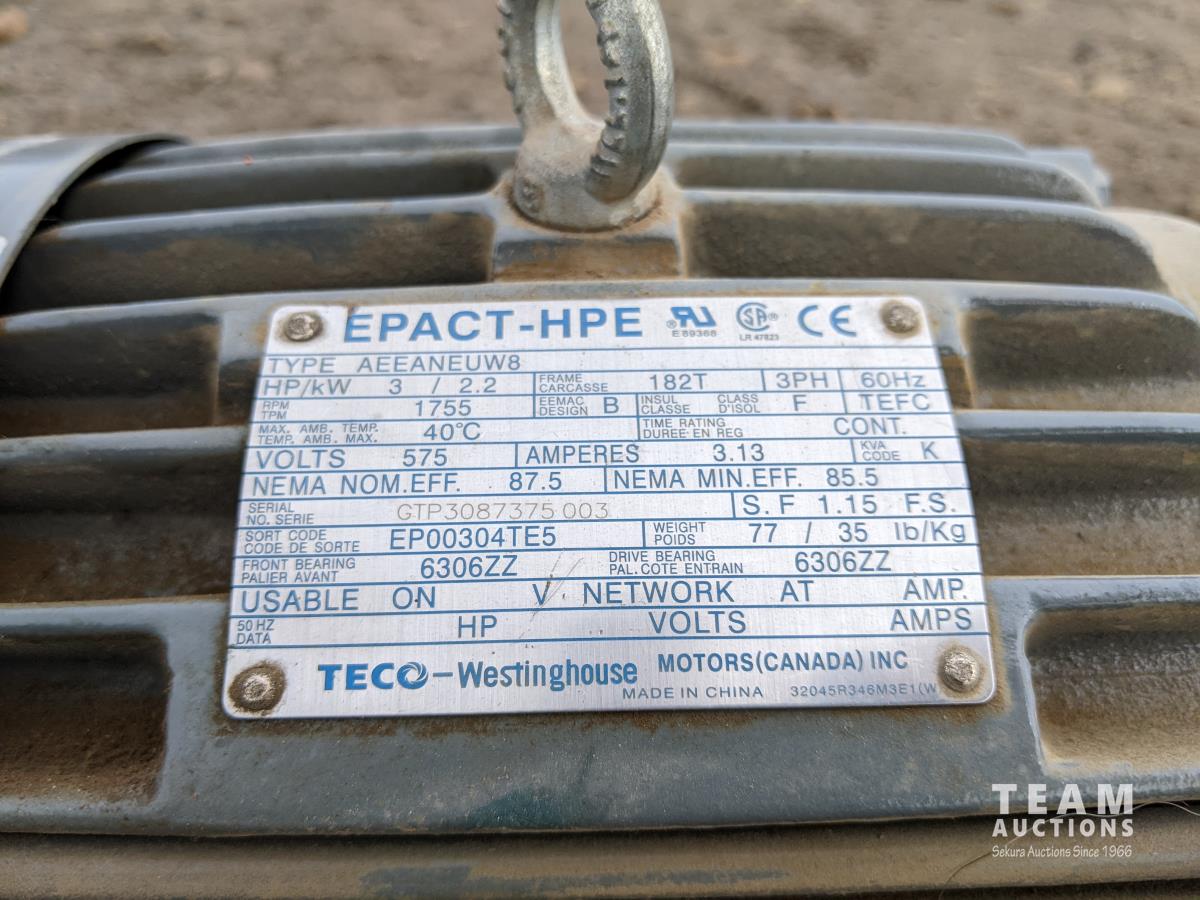 EPACT-HPE ® E 89368 SA ® LR 47823 CE
TYPE AEEANEUW8
HP/kW 3 / 2.2 FRAME CARCASSE 182T 3PH 60Hz
RPM TPM 1755 EEMAC DESIGN B INSUL CLASS CLASSE D'ISOL F TEFC
MAX. AMB. TEMP. TEMP. AMB. MAX. 40°C TIME RATING DUREE EN REG CONT.
VOLTS 575 AMPERES 3.13 KVA CODE K
NEMA NOM.EFF. 87.5 NEMA MIN.EFF. 85.5
SERIAL NO. SERIE GTP3087375 003 S.F 1.15 F.S.
SORT CODE CODE DE SORTE EP00304TE5 WEIGHT POIDS 77 / 35 lb/Kg
FRONT BEARING PALIER AVANT 6306ZZ DRIVE BEARING PAL. COTE ENTRAIN 6306ZZ
USABLE ON V. NETWORK AT AMP.
50 HZ DATA HP VOLTS AMPS
TECO-Westinghouse MOTORS(CANADA) INC
MADE IN CHINA 32045R346M3E1(W
TEAM
AUCTIONS
Sekura Auctions Since 1966